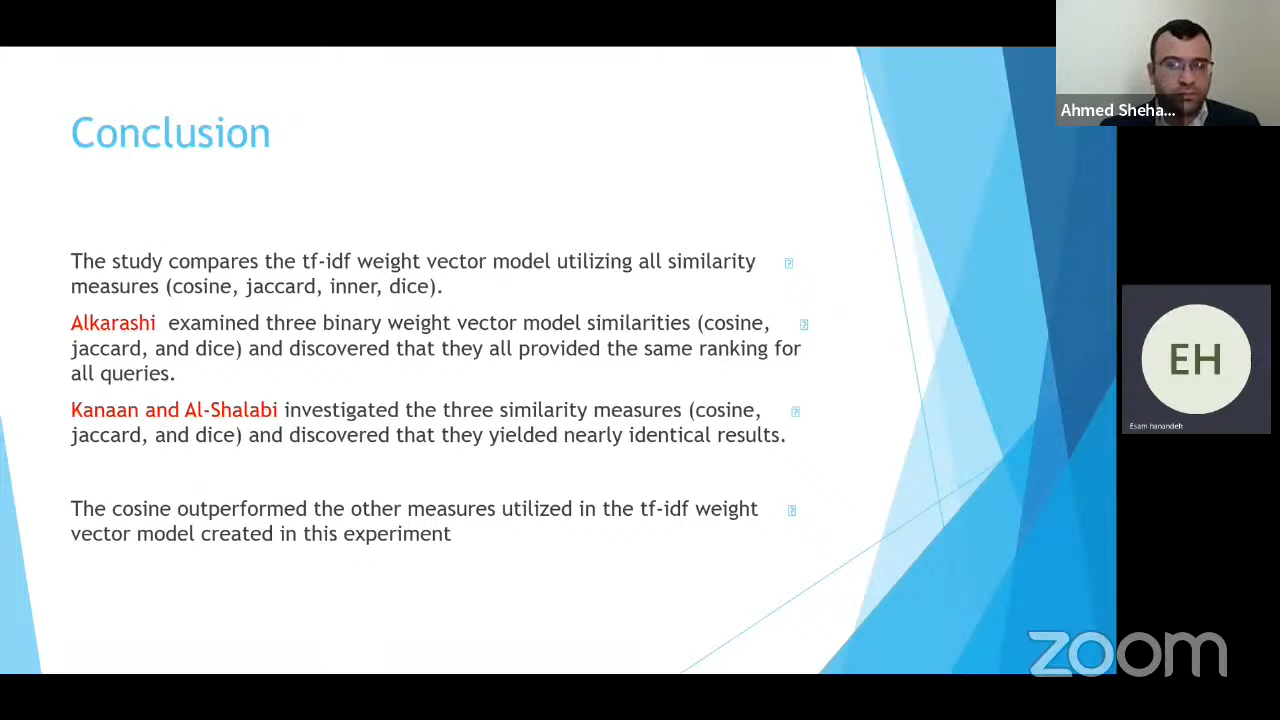 Conclusion
The study compares the tf-idf weight vector model utilizing all similarity
measures (cosine, jaccard, inner, dice).
Alkarashi examined three binary weight vector model similarities (cosine,
jaccard, and dice) and discovered that they all provided the same ranking for
all queries.
Kanaan and Al-Shalabi investigated the three similarity measures (cosine,
jaccard, and dice) and discovered that they yielded nearly identical results.
The cosine outperformed the other measures utilized in the tf-idf weight
vector model created in this experiment
Ahmed Sheha...
EH
Esam hanandeh
zoom